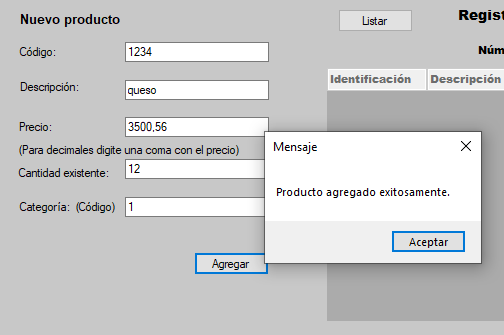 Nuevo producto
Listar
Regist
Código:
1234
Núm
Identificación
Descripción
Descripción:
queso
Precio:
3500,56
(Para decimales digite una coma con el precio)
Cantidad existente:
12
Categoría: (Código)
1
Agregar
Mensaje
Producto agregado exitosamente.
Aceptar